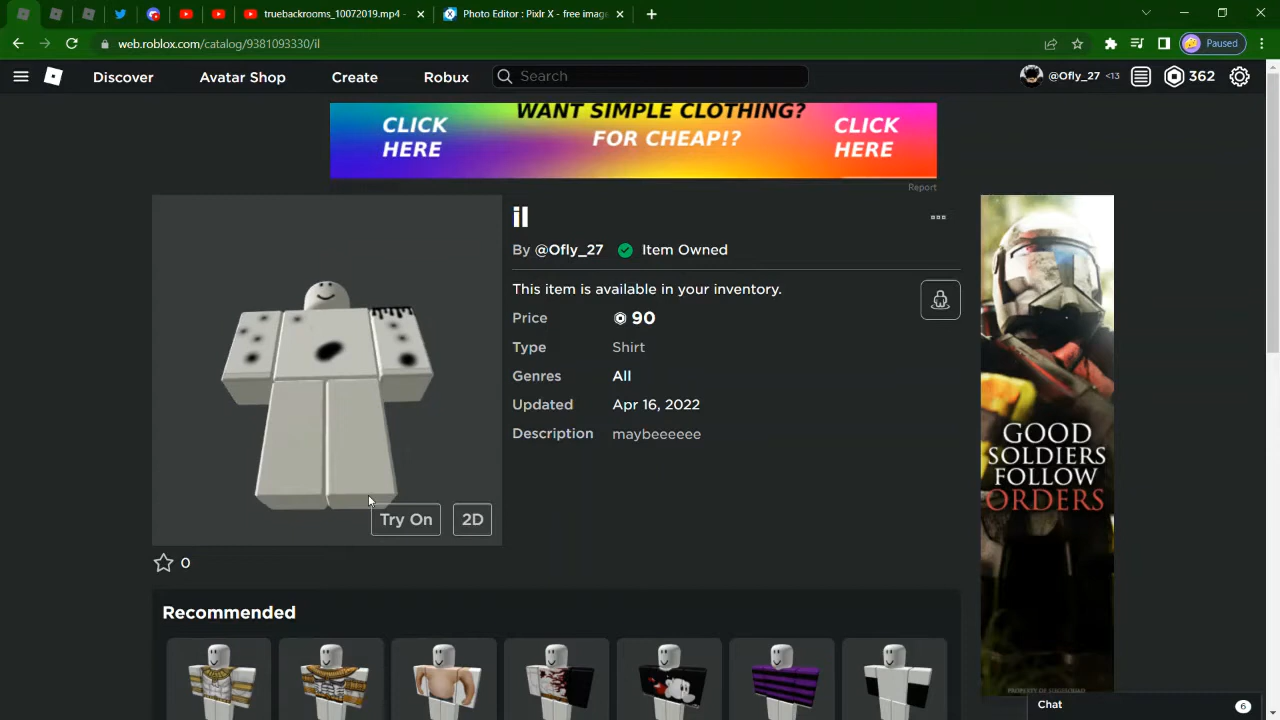 truebackrooms_10072019.mp4 -
Photo Editor : Pixlr X - free imag
web.roblox.com/catalog/9381093330/il
Paused
Discover
Avatar Shop
Create
Robux
Search
@Ofly_27 <13
362
CLICK
HERE
WANT SIMPLE CLOTHING?
FOR CHEAP!?
CLICK
HERE
Report
il
By @Ofly_27 Item Owned
This item is available in your inventory.
Price 90
Type Shirt
Genres All
Updated Apr 16, 2022
Description maybeeeeee
Try On
2D
0
GOOD
SOLDIERS
FOLLOW
ORDERS
Recommended
Chat
6